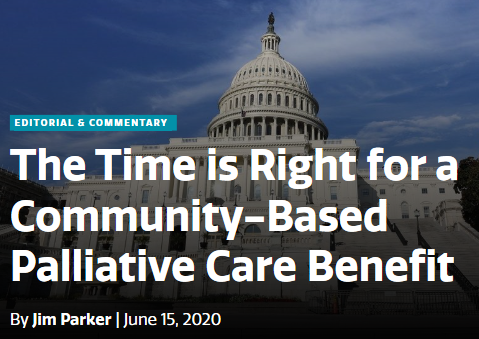 EDITORIAL & COMMENTARY
The Time is Right for a
Community-Based
Palliative Care Benefit
By Jim Parker | June 15, 2020